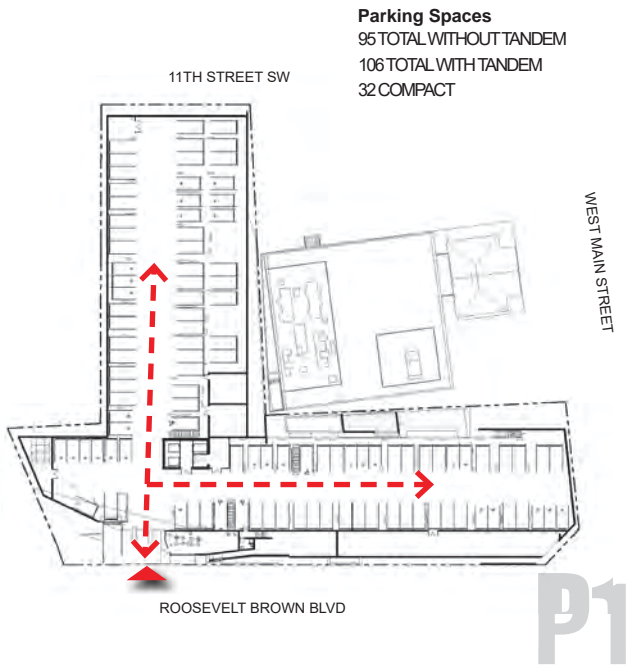 Parking Spaces
95 TOTAL WITHOUT TANDEM
106 TOTAL WITH TANDEM
32 COMPACT
11TH STREET SW
WEST MAIN STREET
ROOSEVELT BROWN BLVD
P1